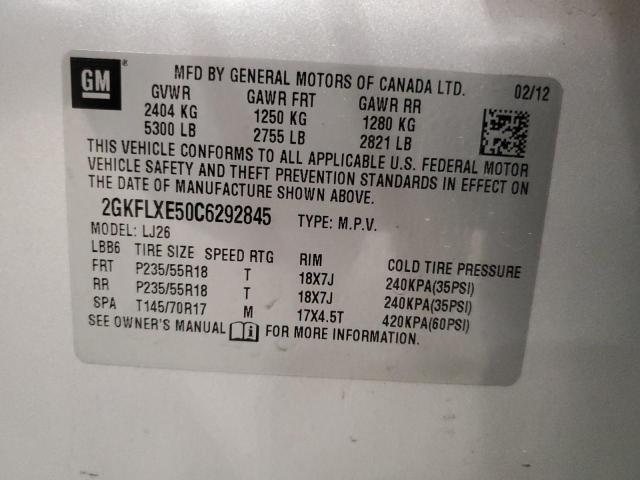 GM ® MFD BY GENERAL MOTORS OF CANADA LTD. 02/12
GVWR GAWR FRT GAWR RR
2404 KG 1250 KG 1280 KG
5300 LB 2755 LB 2821 LB
THIS VEHICLE CONFORMS TO ALL APPLICABLE U.S. FEDERAL MOTOR
VEHICLE SAFETY AND THEFT PREVENTION STANDARDS IN EFFECT ON
THE DATE OF MANUFACTURE SHOWN ABOVE.
2GKFLXE50C6292845 TYPE: M.P.V.
MODEL: LJ26
LBB6 TIRE SIZE SPEED RTG RIM COLD TIRE PRESSURE
FRT P235/55R18 T 18X7J 240KPA(35PSI)
RR P235/55R18 T 18X7J 240KPA(35PSI)
SPA T145/70R17 M 17X4.5T 420KPA(60PSI)
SEE OWNER'S MANUAL FOR MORE INFORMATION.